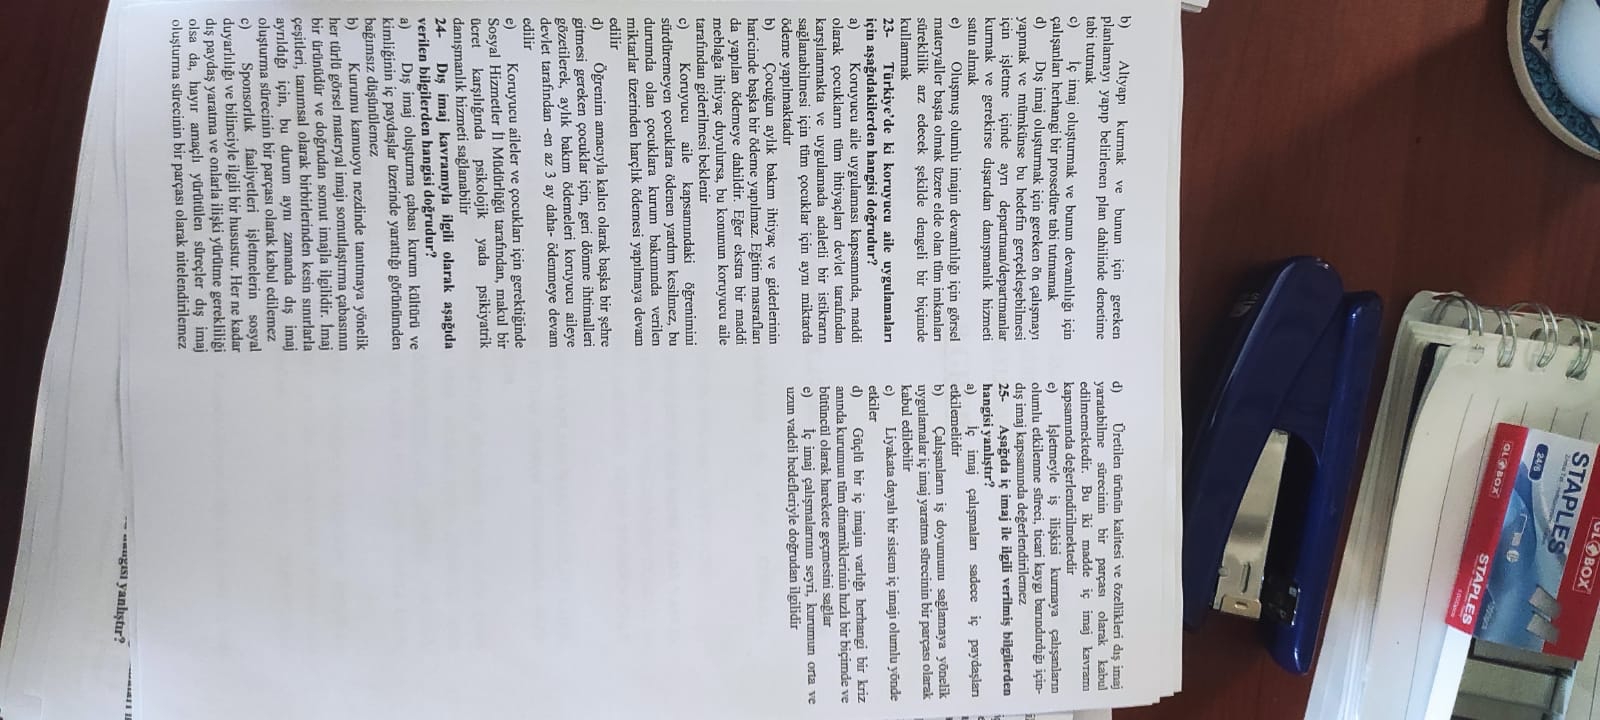 GLOBOX
STAPLES
24/6
GLOBOX
STAPLES
1000pcs
b) Altyapı kurmak ve bunun için gereken
planlamayı yapıp belirlenen plan dahilinde denetime
tabi tutmak
c) İç imaj oluşturmak ve bunun devamlılığı için
çalışanları herhangi bir prosedüre tabi tutmamak
d) Dış imaj oluşturmak için gereken ön çalışmayı
yapmak ve mümkünse bu hedefin gerçekleşebilmesi
için işletme içinde ayrı departman/departmanlar
kurmak ve gerekirse dışarıdan danışmanlık hizmeti
satın almak
e) Oluşmuş olumlu imajın devamlılığı için görsel
materyaller başta olmak üzere elde olan tüm imkanları
süreklilik arz edecek şekilde dengeli bir biçimde
kullanmak
23- Türkiye’de ki koruyucu aile uygulamaları
için aşağıdakilerden hangisi doğrudur?
a) Koruyucu aile uygulaması kapsamında, maddi
olarak çocukların tüm ihtiyaçları devlet tarafından
karşılanmakta ve uygulamada adaletli bir istikrarın
sağlanabilmesi için tüm çocuklar için aynı miktarda
ödeme yapılmaktadır
b) Çocuğun aylık bakım ihtiyaç ve giderlerinin
haricinde başka bir ödeme yapılmaz. Eğitim masrafları
da yapılan ödemeye dahildir. Eğer ekstra bir maddi
meblağa ihtiyaç duyulursa, bu konunun koruyucu aile
tarafından giderilmesi beklenir
c) Koruyucu aile kapsamındaki öğrenimini
sürdüremeyen çocuklara ödenen yardım kesilmez, bu
durumda olan çocuklara kurum bakımında verilen
miktarlar üzerinden harçlık ödemesi yapılmaya devam
edilir
d) Öğrenim amacıyla kalıcı olarak başka bir şehre
gitmesi gereken çocuklar için, geri dönme ihtimalleri
gözetilerek, aylık bakım ödemeleri koruyucu aileye
devlet tarafından -en az 3 ay daha- ödenmeye devam
edilir
e) Koruyucu aileler ve çocukları için gerektiğinde
Sosyal Hizmetler İl Müdürlüğü tarafından, makul bir
ücret karşılığında psikolojik yada psikiyatrik
danışmanlık hizmeti sağlanabilir
24- Dış imaj kavramıyla ilgili olarak aşağıda
verilen bilgilerden hangisi doğrudur?
a) Dış imaj oluşturma çabası kurum kültürü ve
kimliğinin iç paydaşlar üzerinde yarattığı görünümden
bağımsız düşünülemez
b) Kurumu kamuoyu nezdinde tanıtmaya yönelik
her türlü görsel materyal imajı somutlaştırma çabasının
bir ürünüdür ve doğrudan somut imajla ilgilidir. İmaj
çeşitleri, tanımsal olarak birbirlerinden kesin sınırlarla
ayrıldığı için, bu durum aynı zamanda dış imaj
oluşturma sürecinin bir parçası olarak kabul edilemez
c) Sponsorluk faaliyetleri işletmelerin sosyal
duyarlılığı ve bilinciyle ilgili bir husustur. Her ne kadar
dış paydaş yaratma ve onlarla ilişki yürütme gerekliliği
olsa da, hayır amaçlı yürütülen süreçler dış imaj
oluşturma sürecinin bir parçası olarak nitelendirilemez
d) Üretilen ürünün kalitesi ve özellikleri dış imaj
yaratabilme sürecinin bir parçası olarak kabul
edilmemektedir. Bu iki madde iç imaj kavramı
kapsamında değerlendirilmektedir
e) İşletmeyle iş ilişkisi kurmaya çalışanların
olumlu etkilenme süreci, ticari kaygı barındırdığı için-
dış imaj kapsamında değerlendirilemez
25- Aşağıda iç imaj ile ilgili verilmiş bilgilerden
hangisi yanlıştır?
a) İç imaj çalışmaları sadece iç paydaşları
etkilemelidir
b) Çalışanların iş doyumunu sağlamaya yönelik
uygulamalar iç imaj yaratma sürecinin bir parçası olarak
kabul edilebilir
c) Liyakata dayalı bir sistem iç imajı olumlu yönde
etkiler
d) Güçlü bir iç imajın varlığı herhangi bir kriz
anında kurumun tüm dinamiklerinin hızlı bir biçimde ve
bütüncül olarak harekete geçmesini sağlar
e) İç imaj çalışmalarının seyri, kurumun orta ve
uzun vadeli hedefleriyle doğrudan ilgilidir
hangisi yanlıştır?